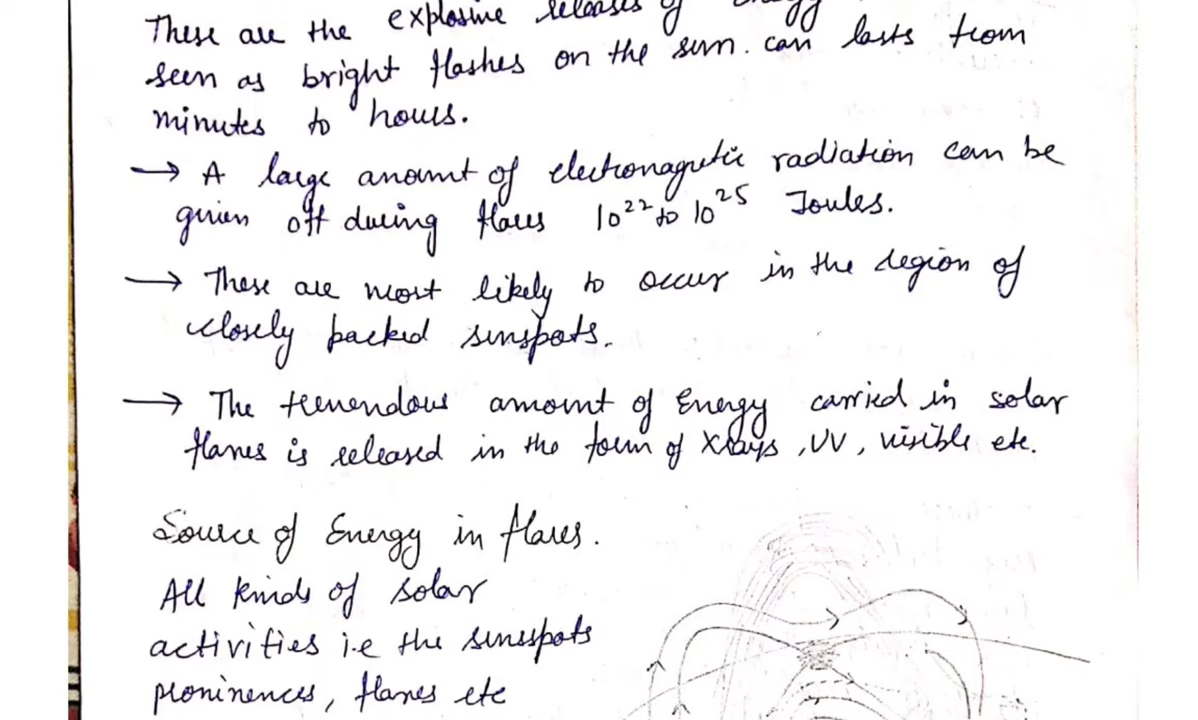 These are the explosive releases of energy
seen as bright flashes on the sun. can lasts from
minutes to hours.
→ A large amount of electromagnetic radiation can be
given off during flares 10²² to 10²⁵ Joules.
→ These are most likely to occur in the region of
closely packed sunspots.
→ The tremendous amount of Energy carried in solar
flares is released in the form of X rays, UV, visible etc.
Source of Energy in flares.
All kinds of solar
activities i.e the sunspots
prominences, flares etc